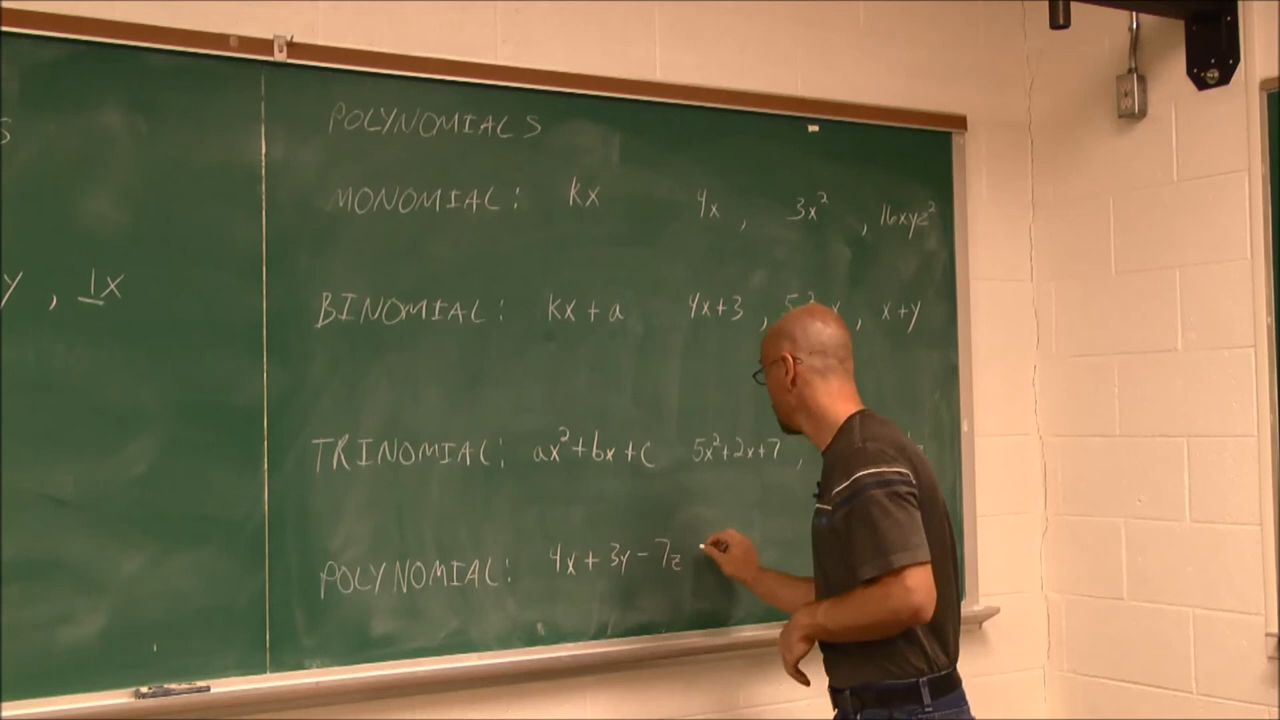 POLYNOMIALS
MONOMIAL: kx 4x , 3x² , 16xyz²
y , 1x
BINOMIAL: kx + a 4x+3 , , x+y
TRINOMIAL: ax²+bx+c 5x²+2x+7 ,
POLYNOMIAL: 4x + 3y - 7z